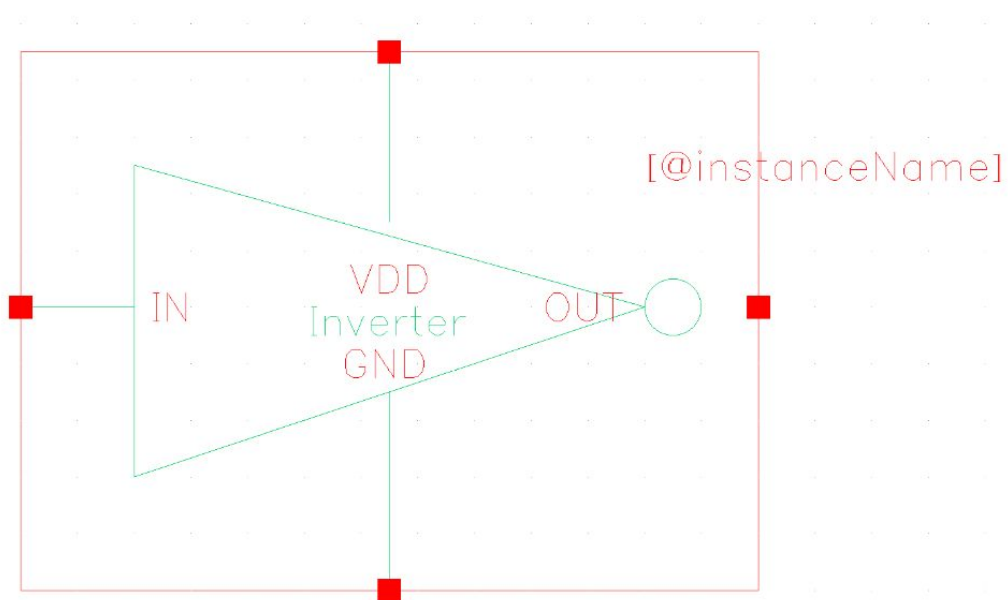 [@instanceName]
VDD
IN
OUT
Inverter
GND